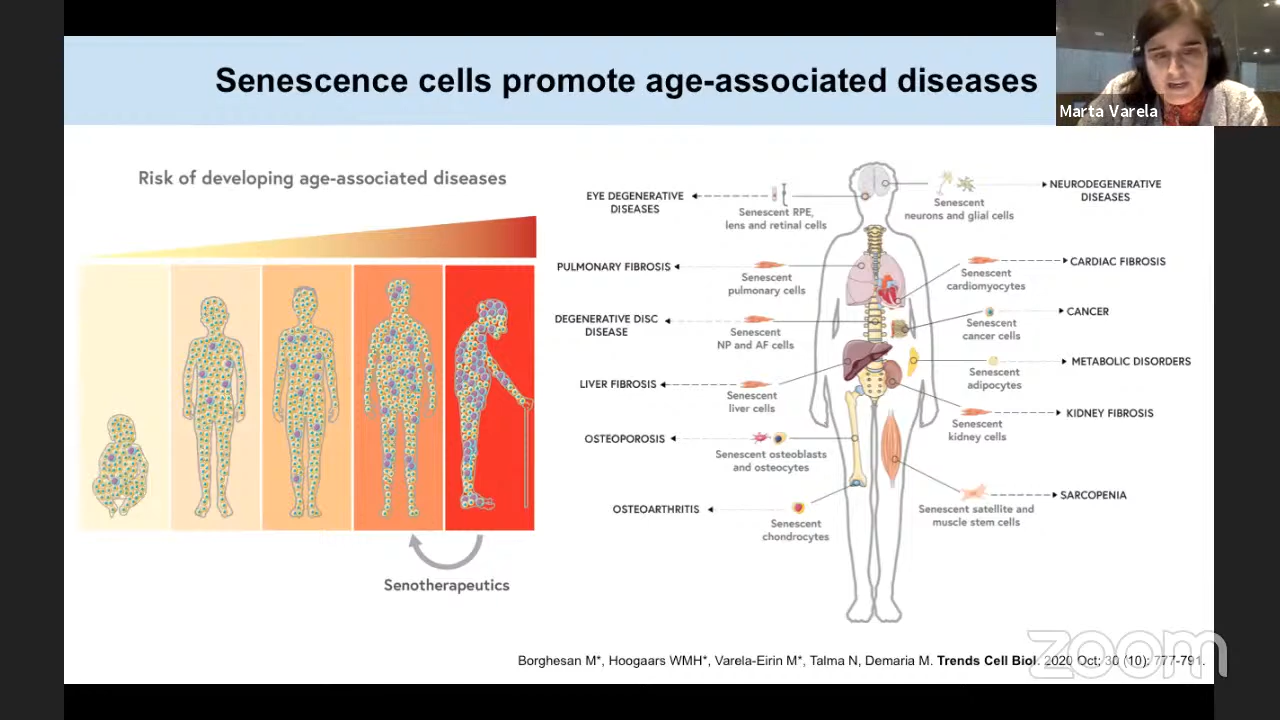 Senescence cells promote age-associated diseases
Marta Varela
Risk of developing age-associated diseases
Senotherapeutics
EYE DEGENERATIVE
DISEASES
Senescent RPE,
lens and retinal cells
Senescent
neurons and glial cells
NEURODEGENERATIVE
DISEASES
PULMONARY FIBROSIS
Senescent
pulmonary cells
Senescent
cardiomyocytes
CARDIAC FIBROSIS
DEGENERATIVE DISC
DISEASE
Senescent
NP and AF cells
Senescent
cancer cells
CANCER
LIVER FIBROSIS
Senescent
liver cells
Senescent
adipocytes
METABOLIC DISORDERS
OSTEOPOROSIS
Senescent osteoblasts
and osteocytes
Senescent
kidney cells
KIDNEY FIBROSIS
OSTEOARTHRITIS
Senescent
chondrocytes
Senescent satellite and
muscle stem cells
SARCOPENIA
Borghesan M*, Hoogaars WMH*, Varela-Eirin M*, Talma N, Demaria M. Trends Cell Biol. 2020 Oct; 30 (10): 777-791.
zoom